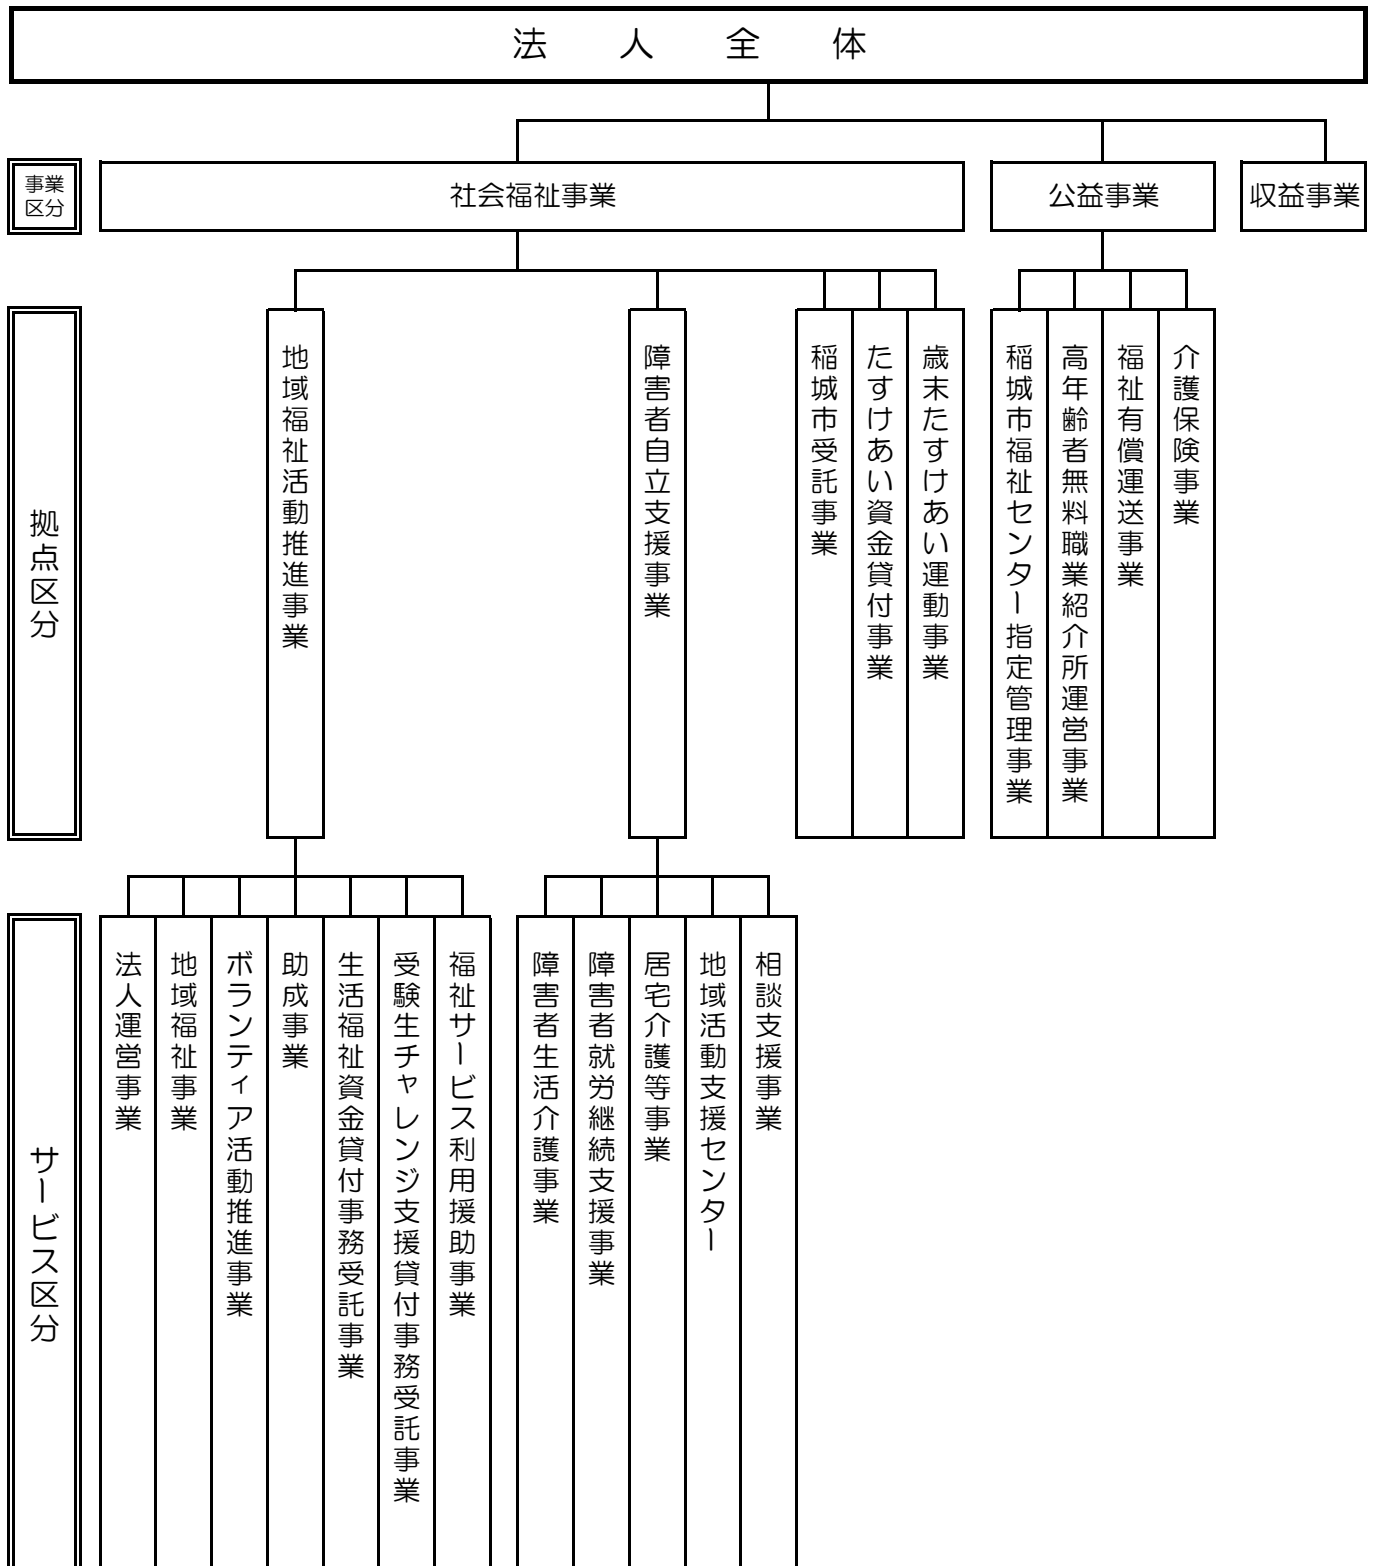 法人全体
事業
区分
社会福祉事業
公益事業
収益事業
拠点区分
地域福祉活動推進事業
障害者自立支援事業
稲城市受託事業
たすけあい資金貸付事業
歳末たすけあい運動事業
稲城市福祉センター指定管理事業
高年齢者無料職業紹介所運営事業
福祉有償運送事業
介護保険事業
サービス区分
法人運営事業
地域福祉事業
ボランティア活動推進事業
助成事業
生活福祉資金貸付事務受託事業
受験生チャレンジ支援貸付事務受託事業
福祉サービス利用援助事業
障害者生活介護事業
障害者就労継続支援事業
居宅介護等事業
地域活動支援センター
相談支援事業